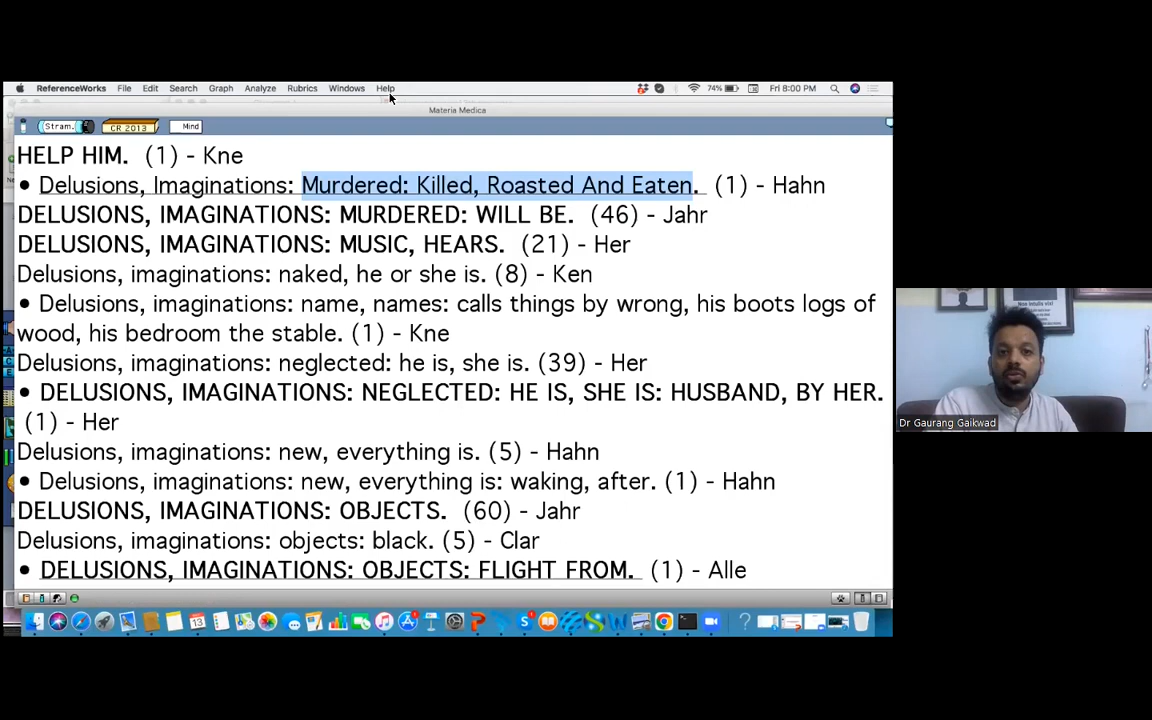 ReferenceWorks File Edit Search Graph Analyze Rubrics Windows Help 74% Fri 8:00 PM
Materia Medica
Stram. CR 2013 Mind
HELP HIM. (1) - Kne
• Delusions, Imaginations: Murdered: Killed, Roasted And Eaten. (1) - Hahn
DELUSIONS, IMAGINATIONS: MURDERED: WILL BE. (46) - Jahr
DELUSIONS, IMAGINATIONS: MUSIC, HEARS. (21) - Her
Delusions, imaginations: naked, he or she is. (8) - Ken
• Delusions, imaginations: name, names: calls things by wrong, his boots logs of
wood, his bedroom the stable. (1) - Kne
Delusions, imaginations: neglected: he is, she is. (39) - Her
• DELUSIONS, IMAGINATIONS: NEGLECTED: HE IS, SHE IS: HUSBAND, BY HER.
(1) - Her
Delusions, imaginations: new, everything is. (5) - Hahn
• Delusions, imaginations: new, everything is: waking, after. (1) - Hahn
DELUSIONS, IMAGINATIONS: OBJECTS. (60) - Jahr
Delusions, imaginations: objects: black. (5) - Clar
• DELUSIONS, IMAGINATIONS: OBJECTS: FLIGHT FROM. (1) - Alle
Non intuitis vist
Dr Gaurang Gaikwad